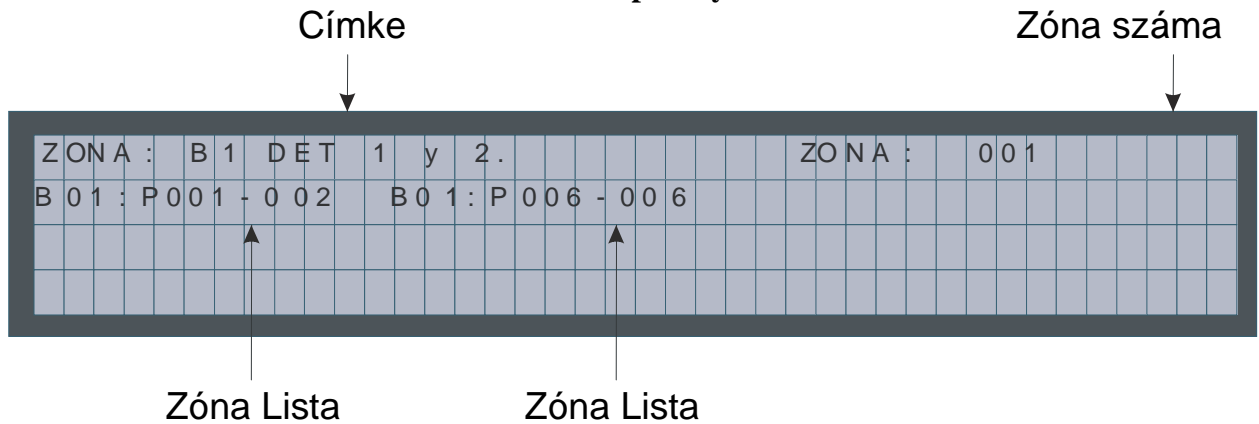 Címke Zóna száma
ZONA: B1 DET 1 y 2. ZONA: 001
B01:P001-002 B01:P006-006
Zóna Lista Zóna Lista